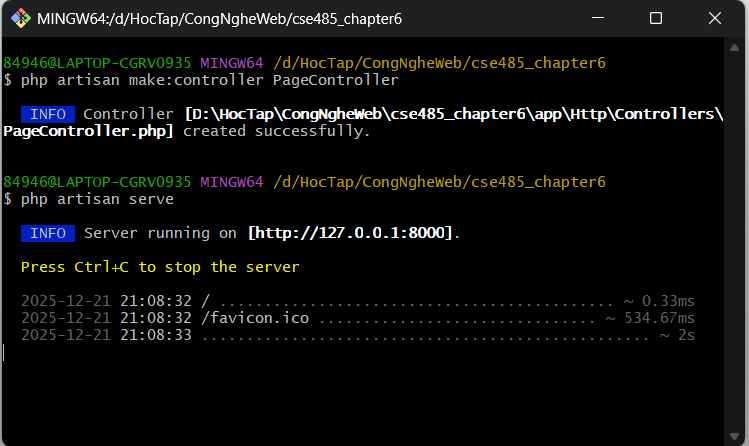 MINGW64:/d/HocTap/CongNgheWeb/cse485_chapter6
84946@LAPTOP-CGRVO935 MINGW64 /d/HocTap/CongNgheWeb/cse485_chapter6
$ php artisan make:controller PageController
INFO Controller [D:\HocTap\CongNgheWeb\cse485_chapter6\app\Http\Controllers\
PageController.php] created successfully.
84946@LAPTOP-CGRVO935 MINGW64 /d/HocTap/CongNgheWeb/cse485_chapter6
$ php artisan serve
INFO Server running on [http://127.0.0.1:8000].
Press Ctrl+C to stop the server
2025-12-21 21:08:32 / ............................................ ~ 0.33ms
2025-12-21 21:08:32 /favicon.ico ............................... ~ 534.67ms
2025-12-21 21:08:33 .................................................. ~ 2s